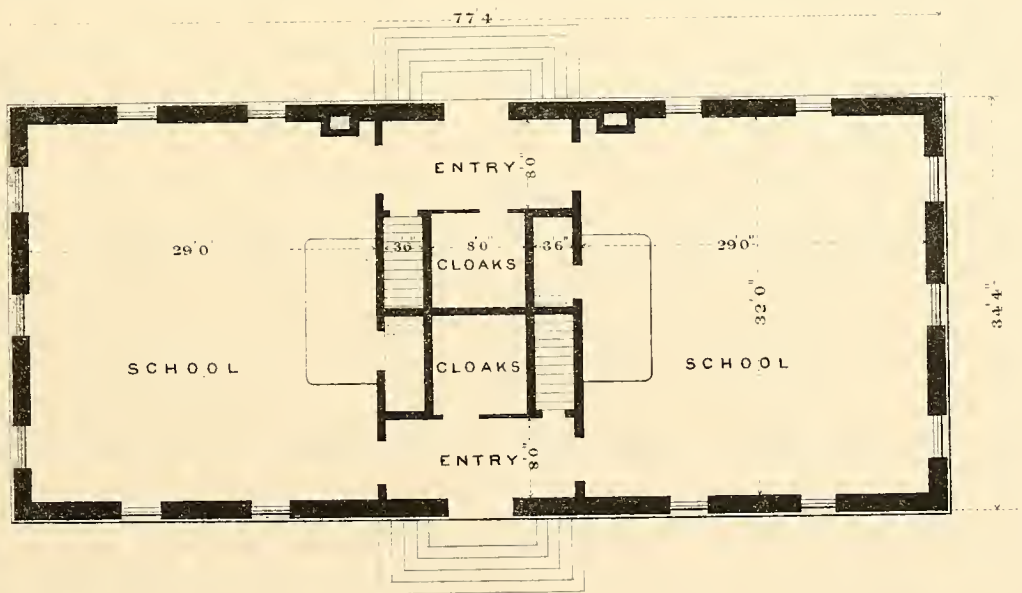 77'4"
ENTRY
8'0"
29'0"
3'6"
8'0"
3'6"
29'0"
CLOAKS
32'0"
34'4"
SCHOOL
CLOAKS
SCHOOL
ENTRY
8'0"